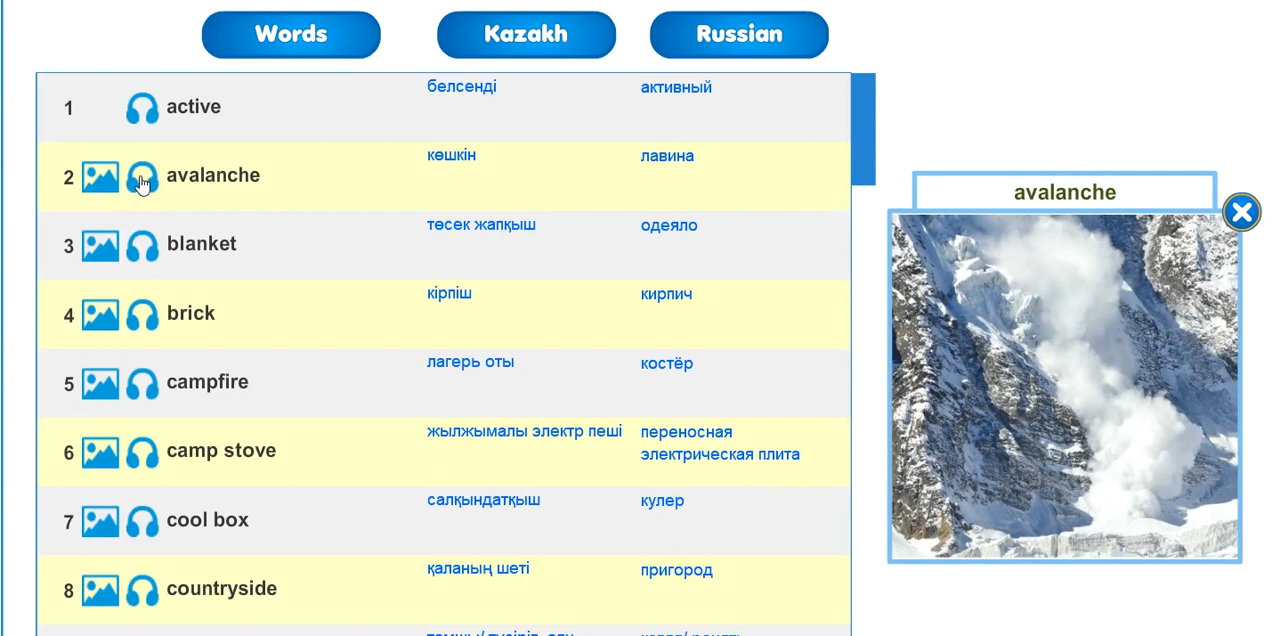 Words Kazakh Russian
1 active белсенді активный
2 avalanche көшкін лавина
3 blanket төсек жапқыш одеяло
4 brick кірпіш кирпич
5 campfire лагерь оты костёр
6 camp stove жылжымалы электр пеші переносная
электрическая плита
7 cool box салқындатқыш кулер
8 countryside қаланың шеті пригород
avalanche